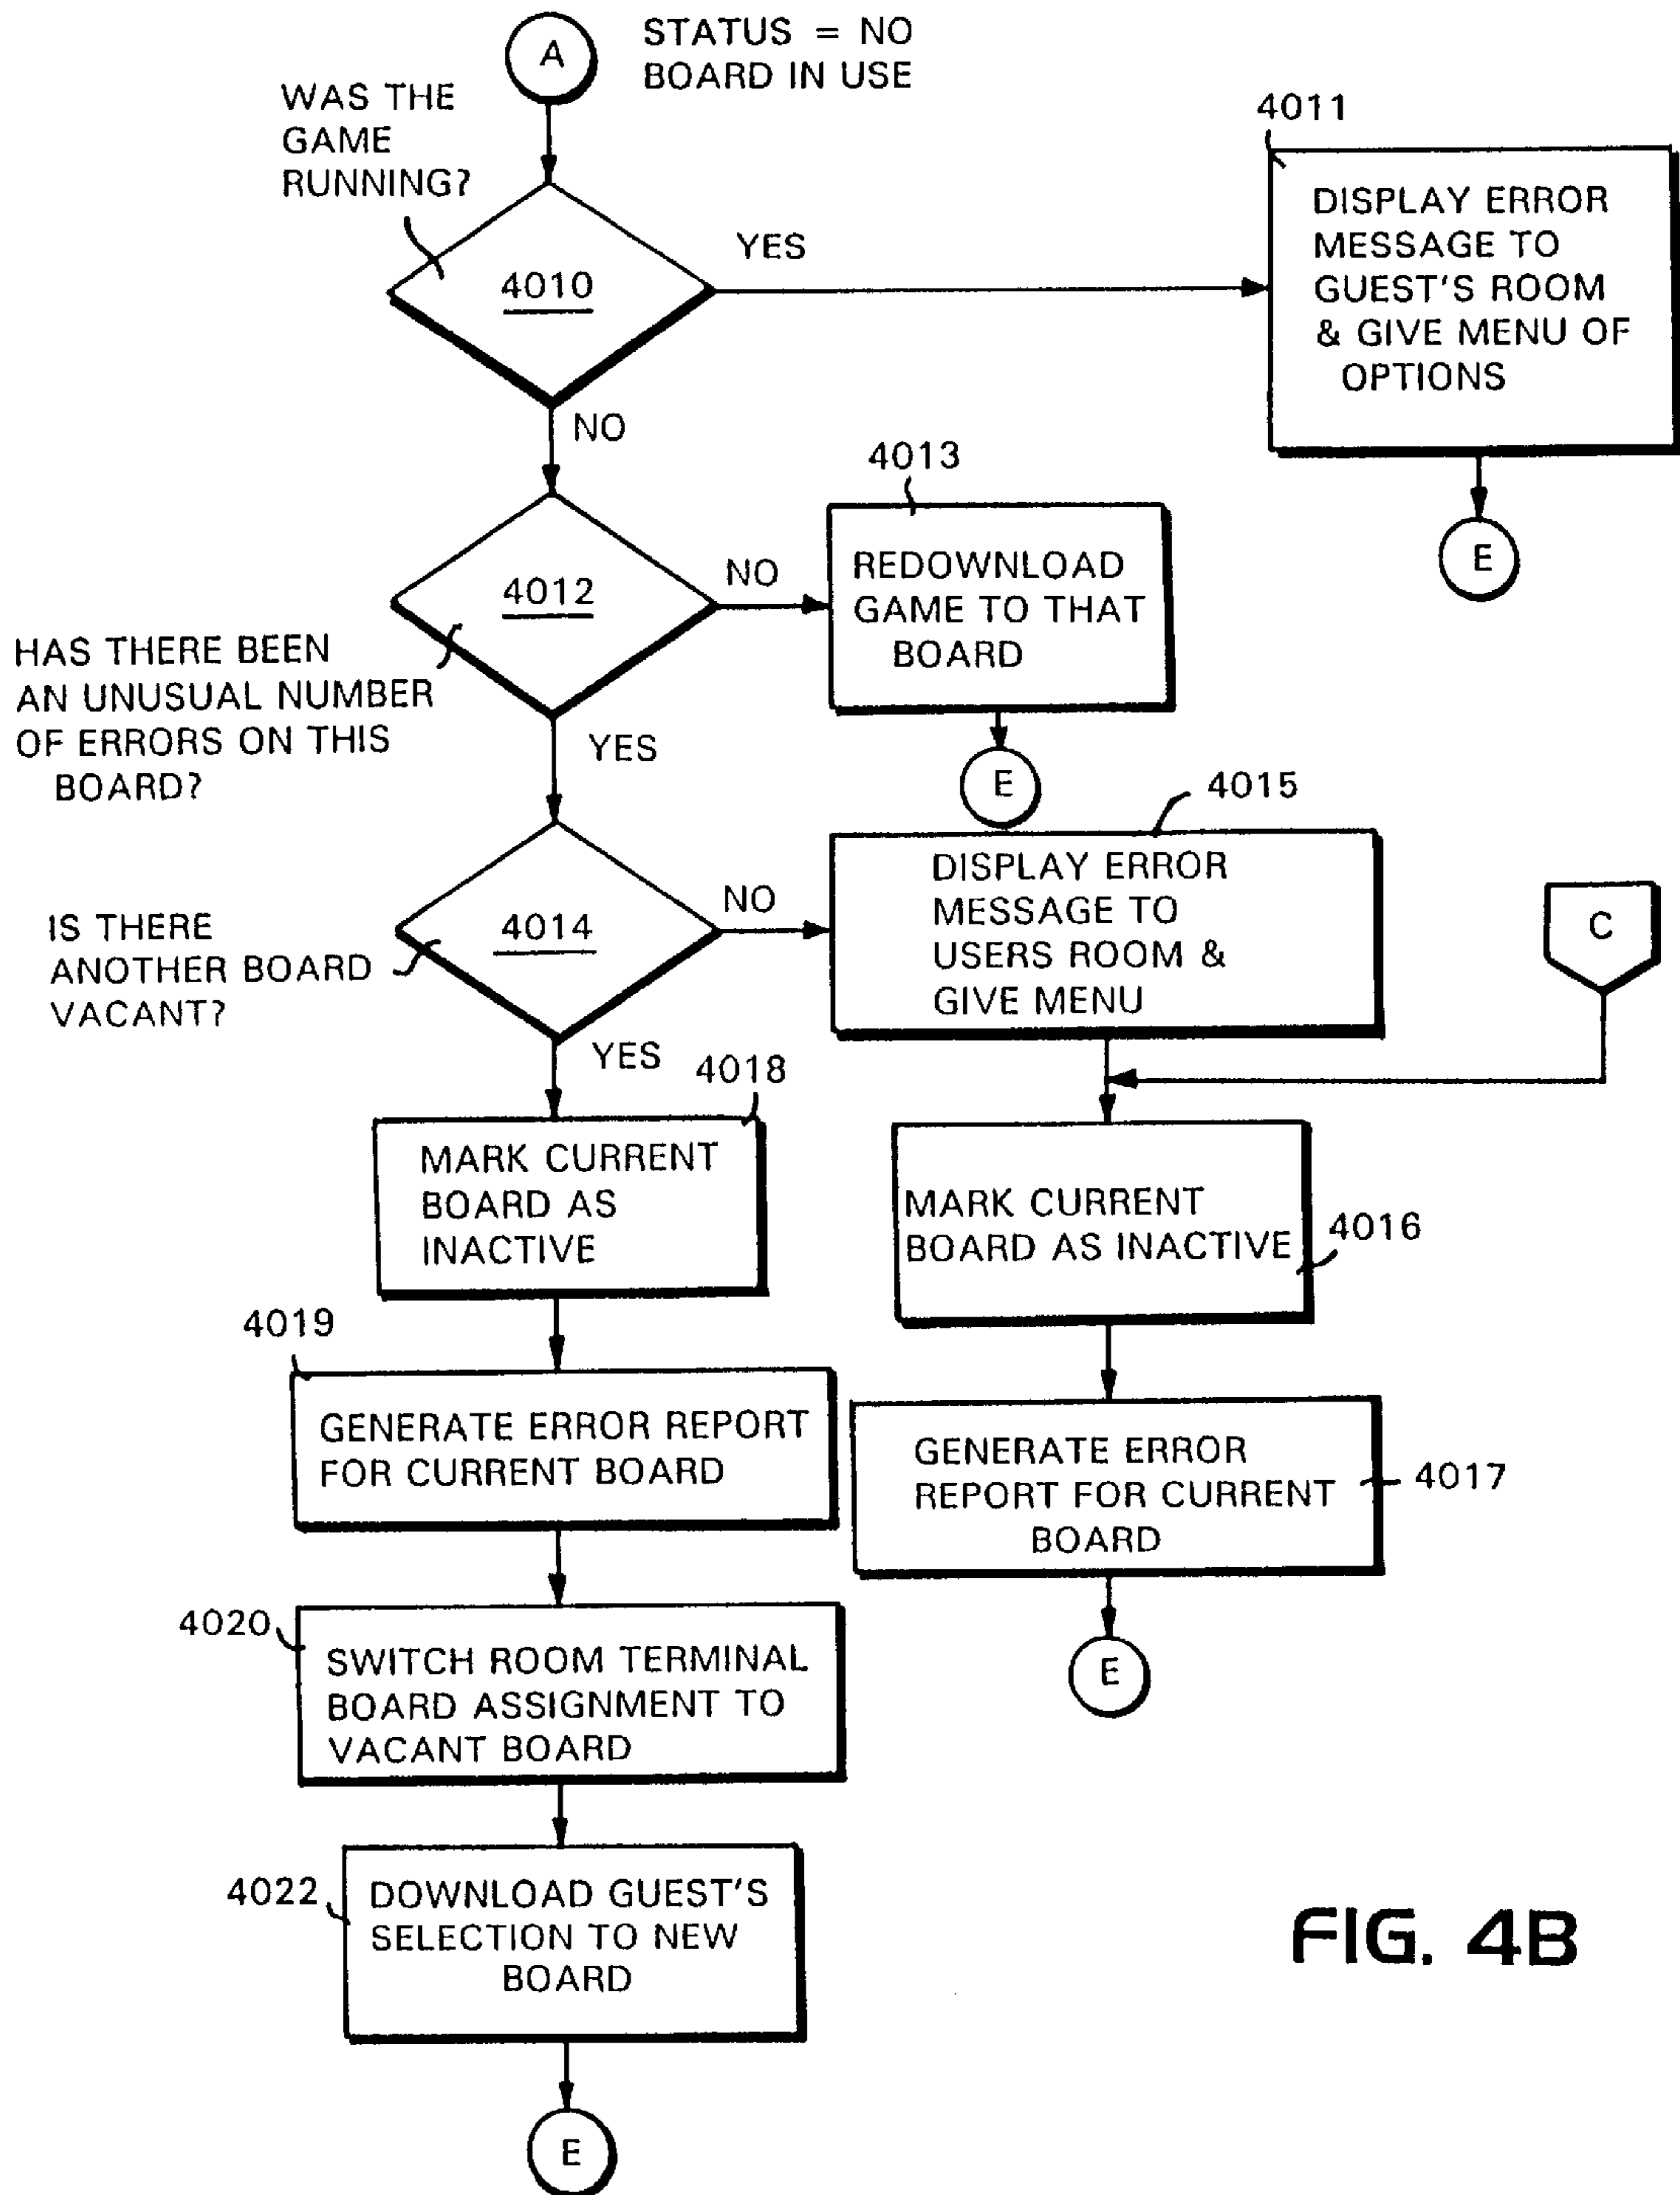 A
STATUS = NO
BOARD IN USE
WAS THE
GAME
RUNNING?
4010
YES
NO
4011
DISPLAY ERROR
MESSAGE TO
GUEST'S ROOM
& GIVE MENU OF
OPTIONS
E
4012
HAS THERE BEEN
AN UNUSUAL NUMBER
OF ERRORS ON THIS
BOARD?
NO
YES
4013
REDOWNLOAD
GAME TO THAT
BOARD
E
4014
IS THERE
ANOTHER BOARD
VACANT?
NO
YES
4015
DISPLAY ERROR
MESSAGE TO
USERS ROOM &
GIVE MENU
C
4018
MARK CURRENT
BOARD AS
INACTIVE
MARK CURRENT
BOARD AS INACTIVE
4016
4019
GENERATE ERROR REPORT
FOR CURRENT BOARD
GENERATE ERROR
REPORT FOR CURRENT
BOARD
4017
E
4020
SWITCH ROOM TERMINAL
BOARD ASSIGNMENT TO
VACANT BOARD
4022
DOWNLOAD GUEST'S
SELECTION TO NEW
BOARD
E
FIG. 4B